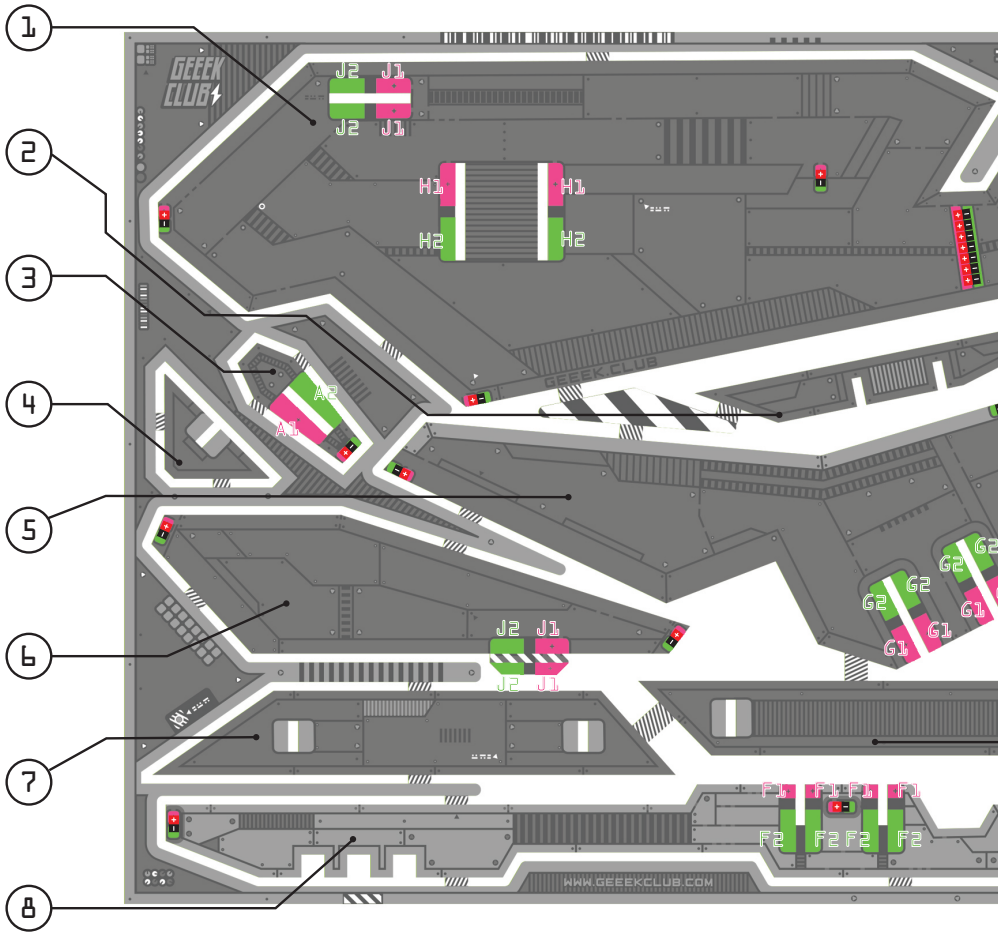 1
GEEEK
CLUB
J2 J1
J2 J1
2
H1 H1
H2 H2
3
GEEEK.CLUB
A2
A1
4
5
G2
G2 G2
G2
G1
G1 G1
6
J2 J1
J2 J1
7
F1 F1 F1 F1
F2 F2 F2 F2
8
WWW.GEEEKCLUB.COM